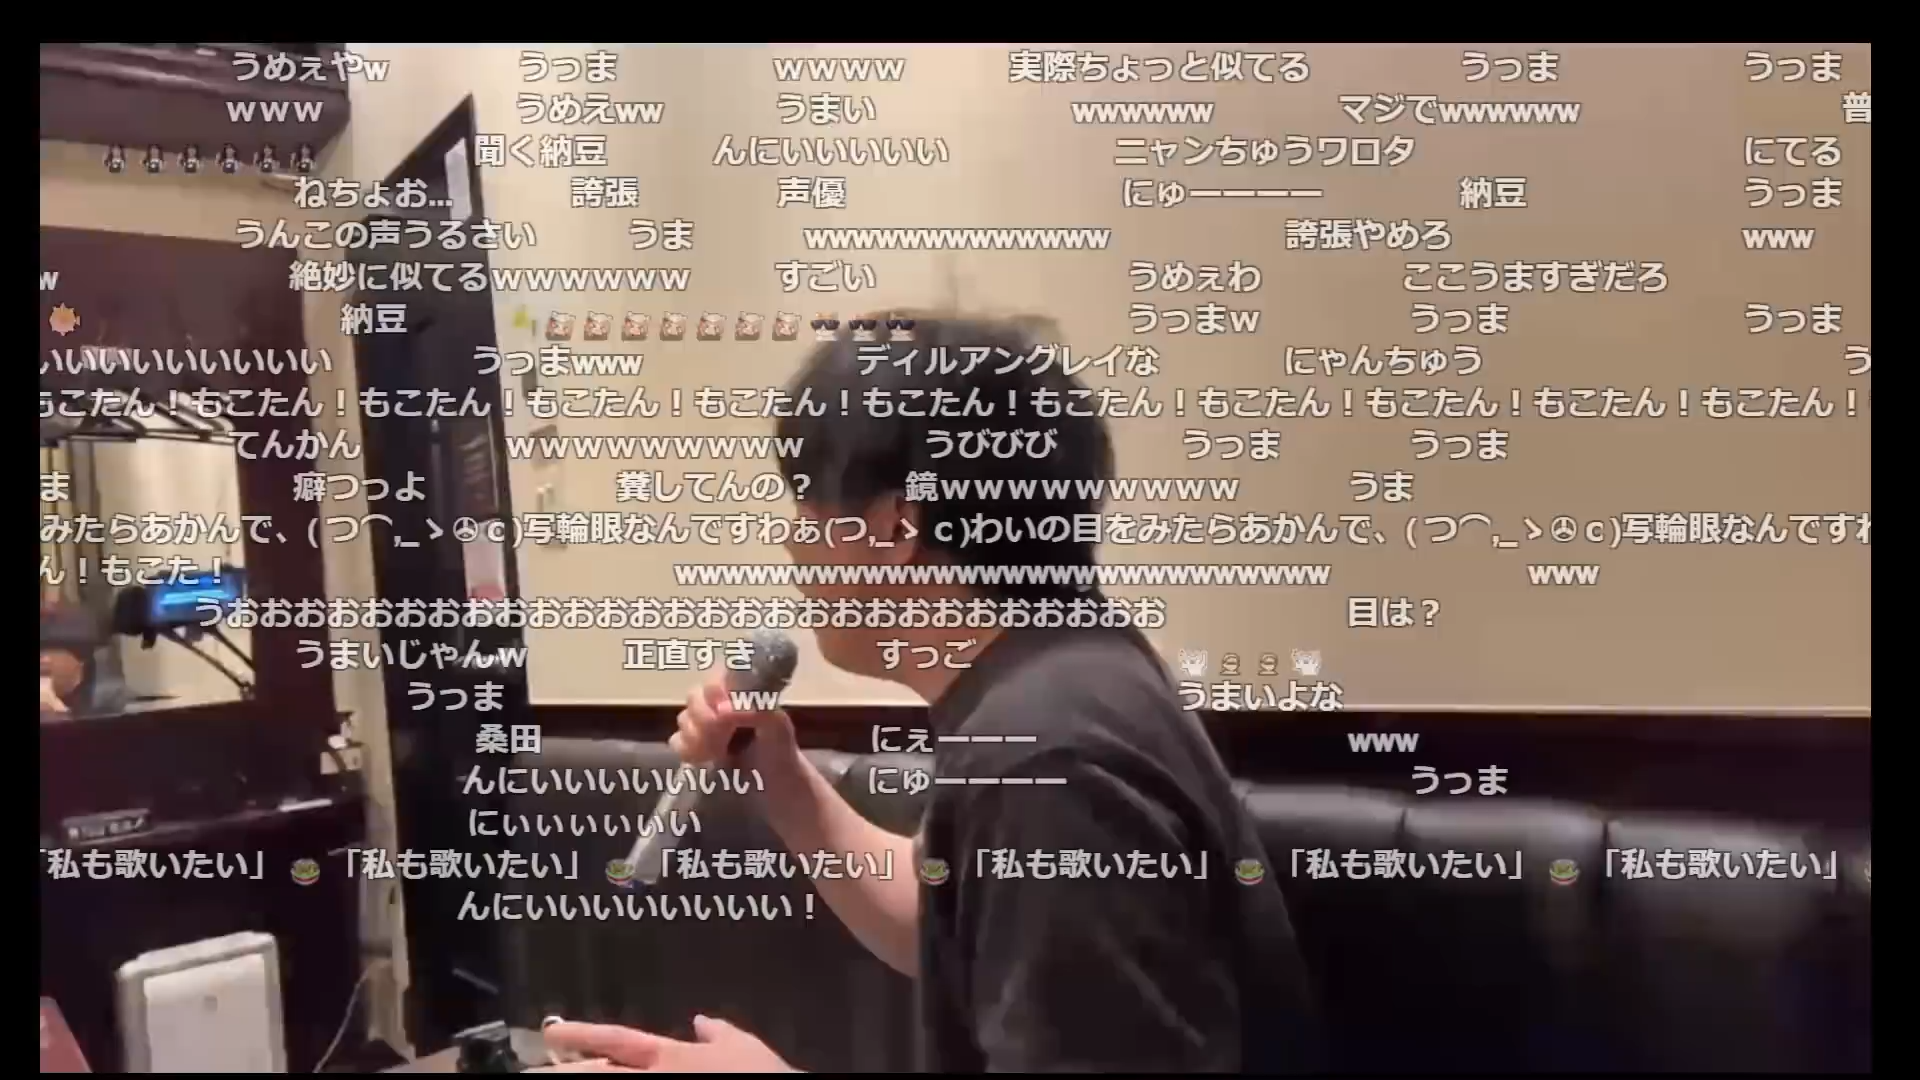 うめぇやw うっま wwww 実際ちょっと似てる うっま うっま
www うめえww うまい wwwwww マジでwwwwww 普
聞く納豆 んにいいいいい ニャンちゅうワロタ にてる
ねちょお... 誇張 声優 にゅーーーー 納豆 うっま
うんこの声うるさい うま wwwwwwwwwwwww 誇張やめろ www
w 絶妙に似てるwwwwww すごい うめぇわ ここうますぎだろ
納豆 うっまw うっま うっま
いいいいいいいいい うっまwww ディルアングレイな にゃんちゅう う
もこたん！もこたん！もこたん！もこたん！もこたん！もこたん！もこたん！もこたん！もこたん！もこたん！もこたん！
てんかん wwwwwwwww うびびび うっま うっま
ま 癖つっよ 糞してんの？ 鏡wwwwwwwww うま
みたらあかんで、(つ⌒,_ゝ✇c)写輪眼なんですわぁ(つ,_ゝc)わいの目をみたらあかんで、(つ⌒,_ゝ✇c)写輪眼なんですわ
ん！もこた！ wwwwwwwwwwwwwwwwwwwwwwwwwwww www
うおおおおおおおおおおおおおおおおおおおおおおおおおおおお 目は？
うまいじゃんw 正直すき すっご
うっま ww うまいよな
桑田 にぇーーー www
んにいいいいいいい にゅーーーー うっま
にぃぃぃぃぃぃ
「私も歌いたい」 「私も歌いたい」 「私も歌いたい」 「私も歌いたい」 「私も歌いたい」 「私も歌いたい」
んにいいいいいいいい！